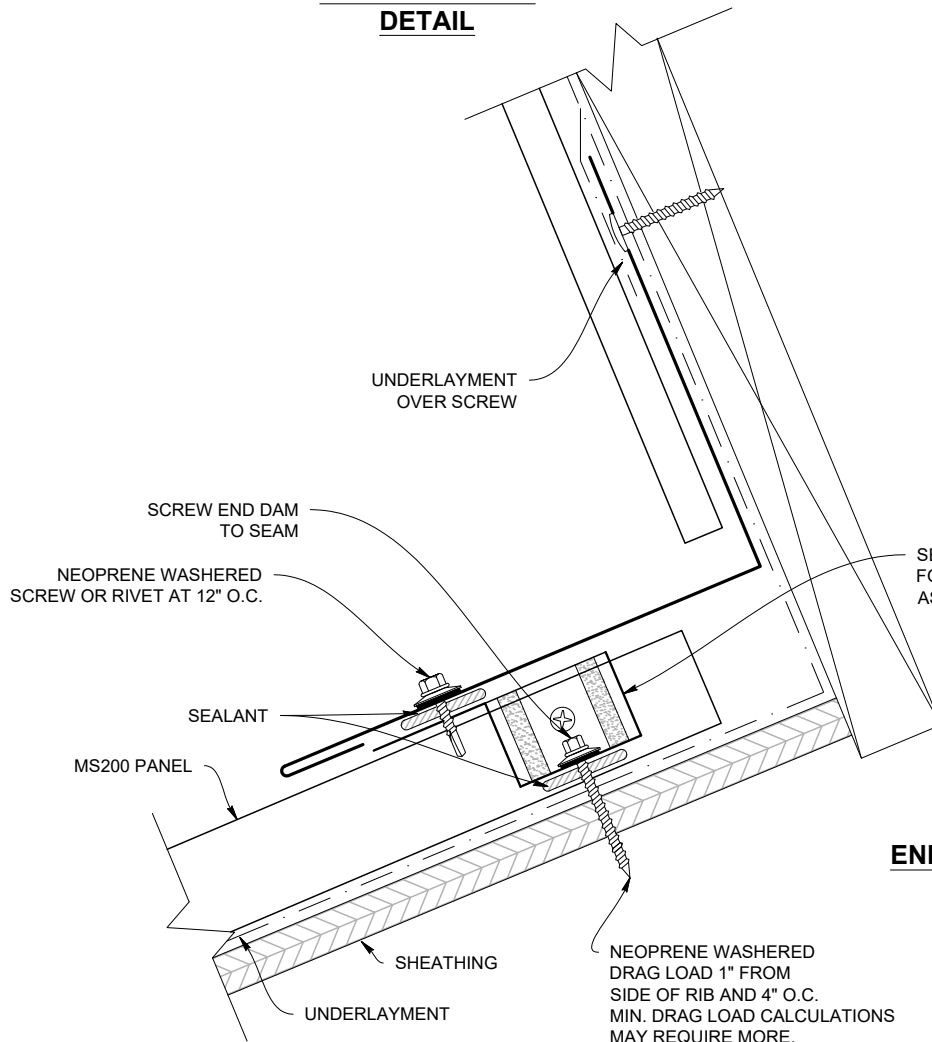 DETAIL
UNDERLAYMENT
OVER SCREW
SCREW END DAM
TO SEAM
NEOPRENE WASHERED
SCREW OR RIVET AT 12" O.C.
SEALANT
MS200 PANEL
SHEATHING
UNDERLAYMENT
NEOPRENE WASHERED
DRAG LOAD 1" FROM
SIDE OF RIB AND 4" O.C.
MIN. DRAG LOAD CALCULATIONS
MAY REQUIRE MORE.